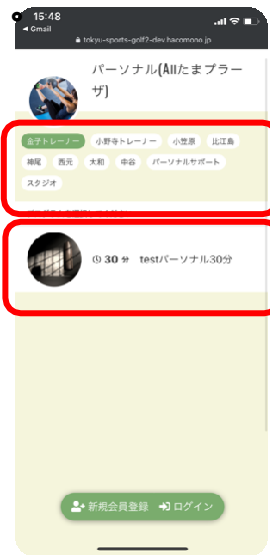 15:48
Gmail
tokyu-sports-golf7-dev.hacomono.jp
パーソナル(Allたまプラー
ザ)
金子トレーナー 小野寺トレーナー 小笠原 比江島
神尾 西元 大和 中谷 パーソナルサポート
スタジオ
30 分 testパーソナル30分
新規会員登録 ログイン